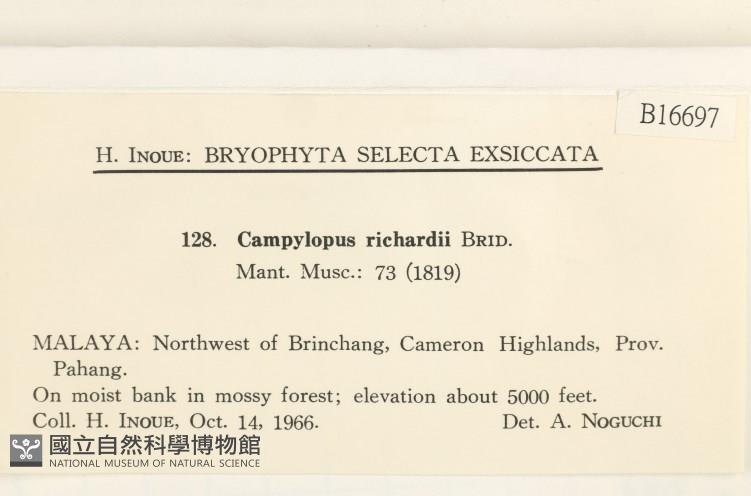 B16697
H. INOUE: BRYOPHYTA SELECTA EXSICCATA
128. Campylopus richardii BRID.
Mant. Musc.: 73 (1819)
MALAYA: Northwest of Brinchang, Cameron Highlands, Prov.
Pahang.
On moist bank in mossy forest; elevation about 5000 feet.
Coll. H. INOUE, Oct. 14, 1966. Det. A. NOGUCHI
國立自然科學博物館
NATIONAL MUSEUM OF NATURAL SCIENCE